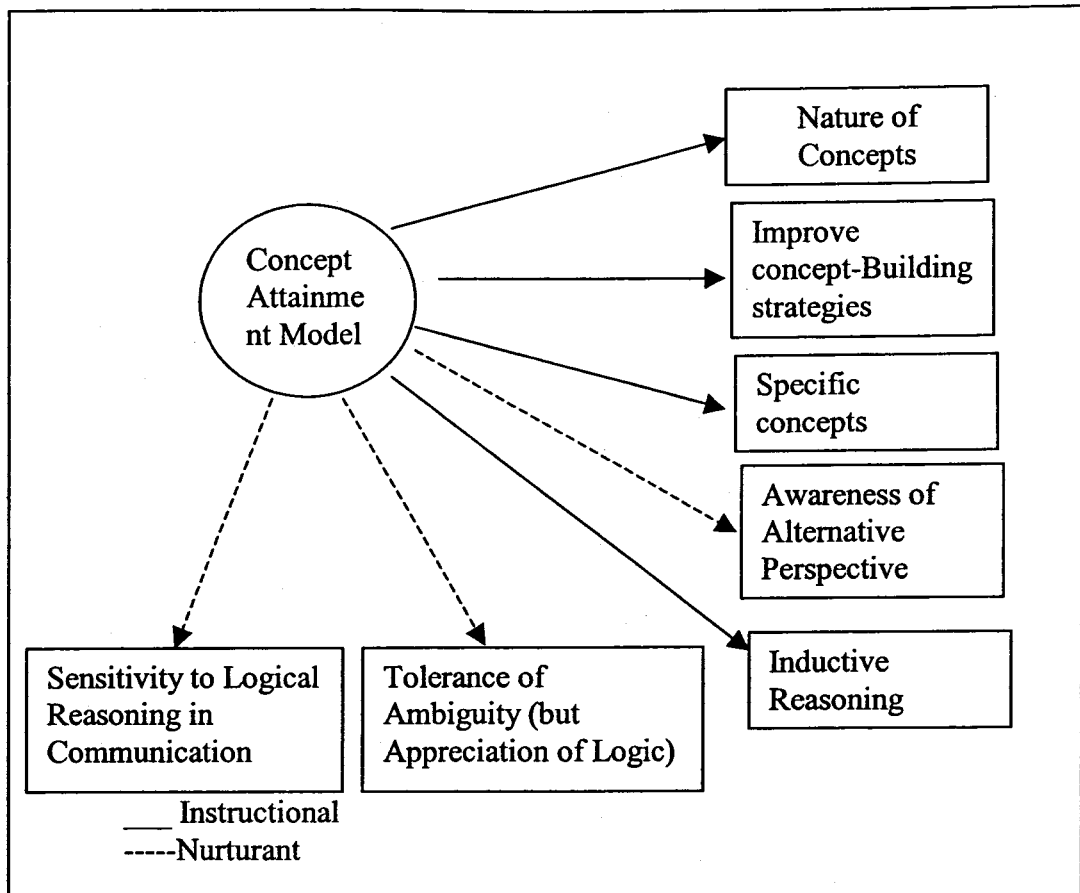 Nature of
Concepts
Improve
concept-Building
strategies
Concept
Attainme
nt Model
Specific
concepts
Awareness of
Alternative
Perspective
Inductive
Reasoning
Sensitivity to Logical
Reasoning in
Communication
Tolerance of
Ambiguity (but
Appreciation of Logic)
___ Instructional
-----Nurturant